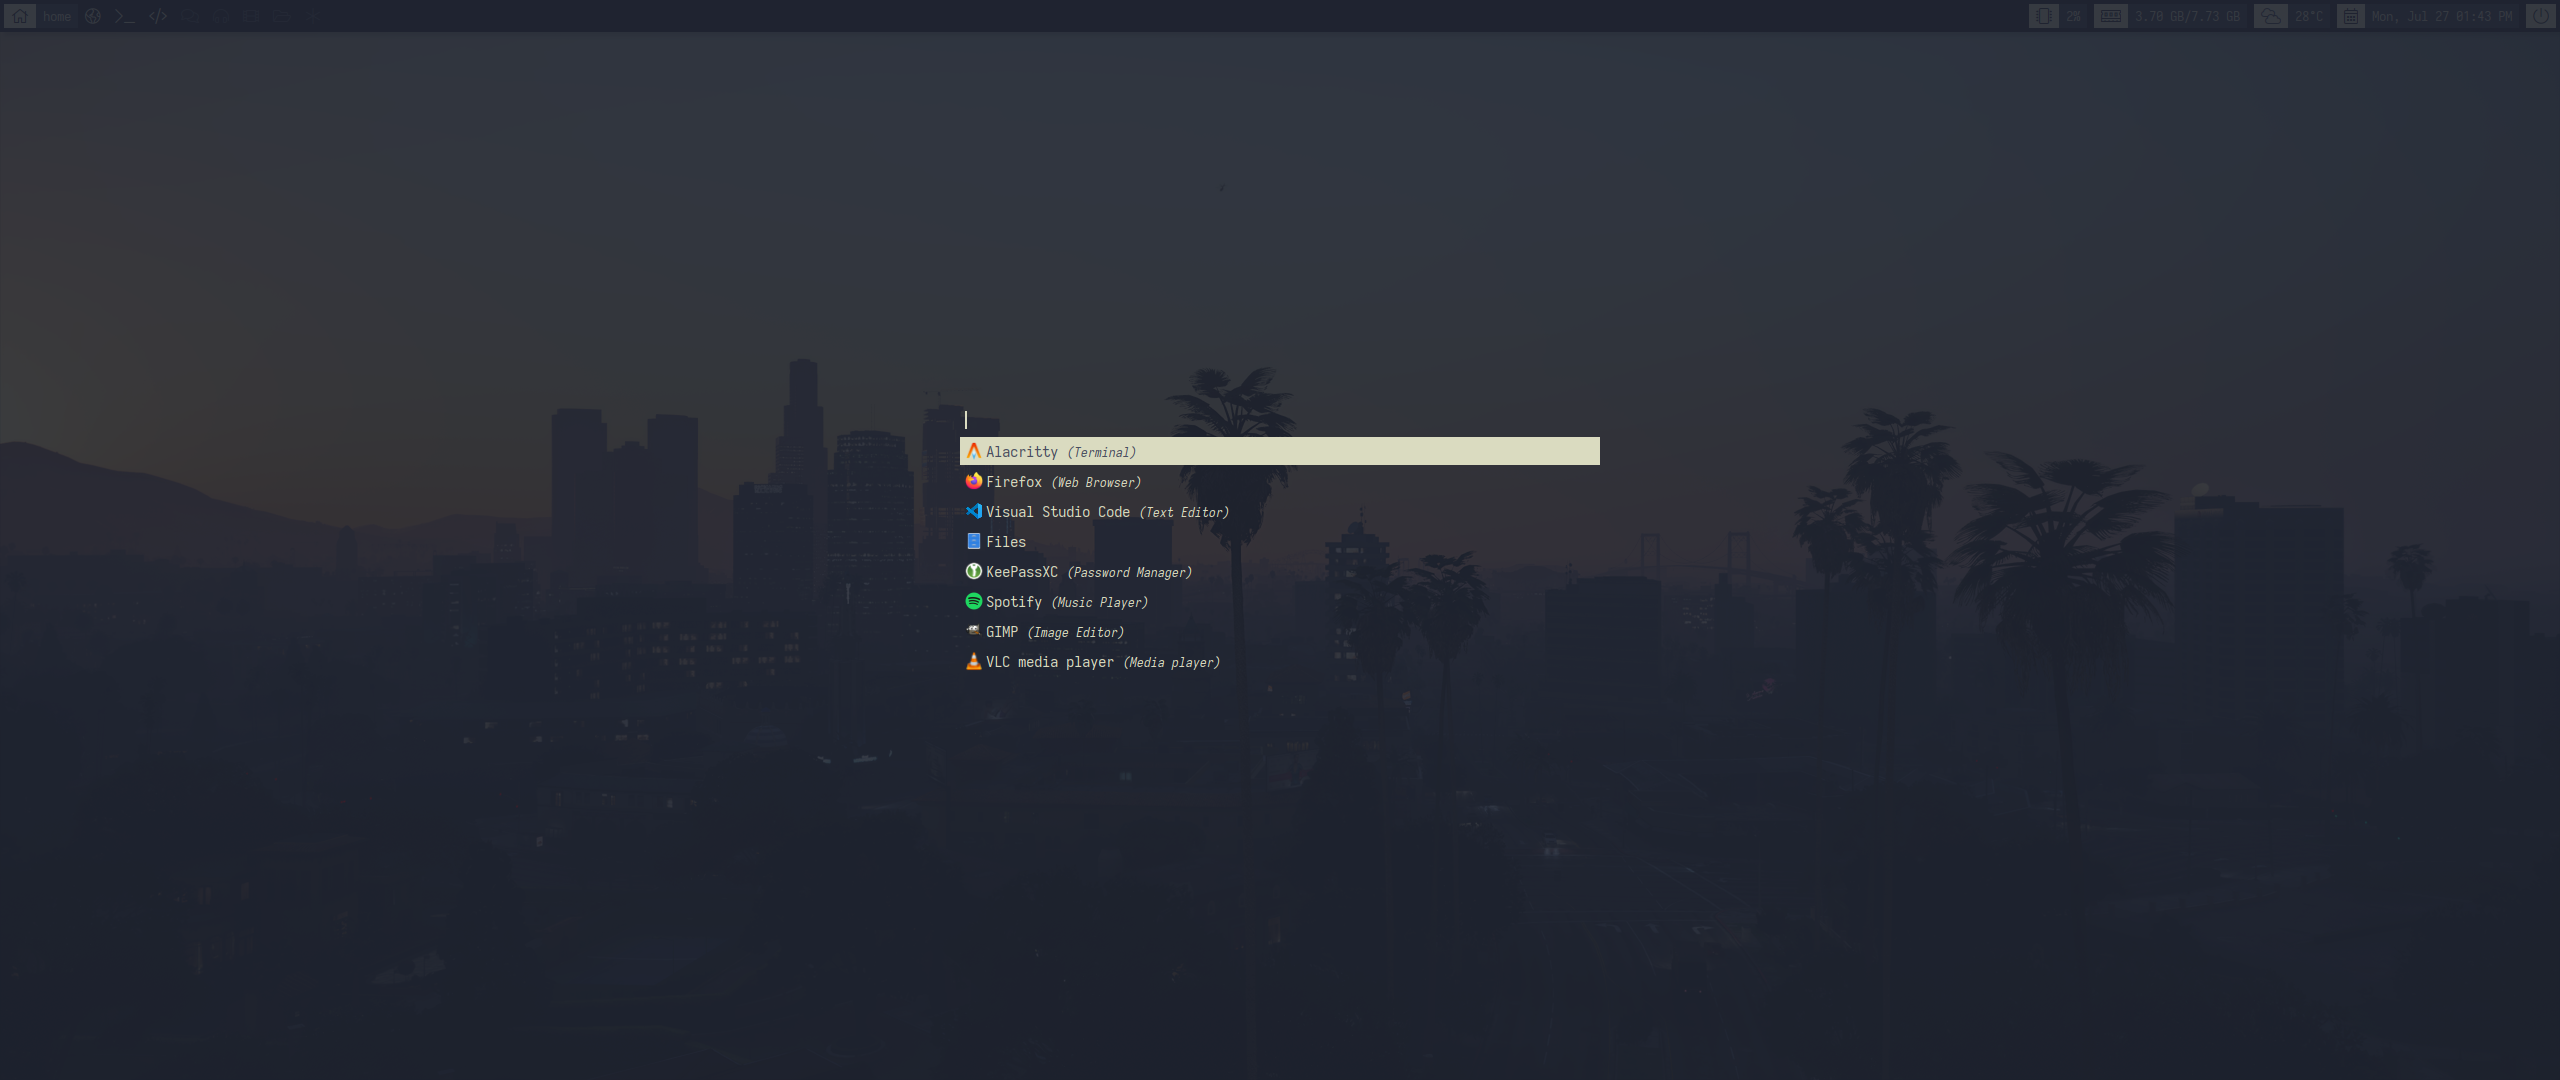 home 2% 3.70 GB/7.73 GB 28°C Mon, Jul 27 01:43 PM
Alacritty (Terminal)
Firefox (Web Browser)
Visual Studio Code (Text Editor)
Files
KeePassXC (Password Manager)
Spotify (Music Player)
GIMP (Image Editor)
VLC media player (Media player)